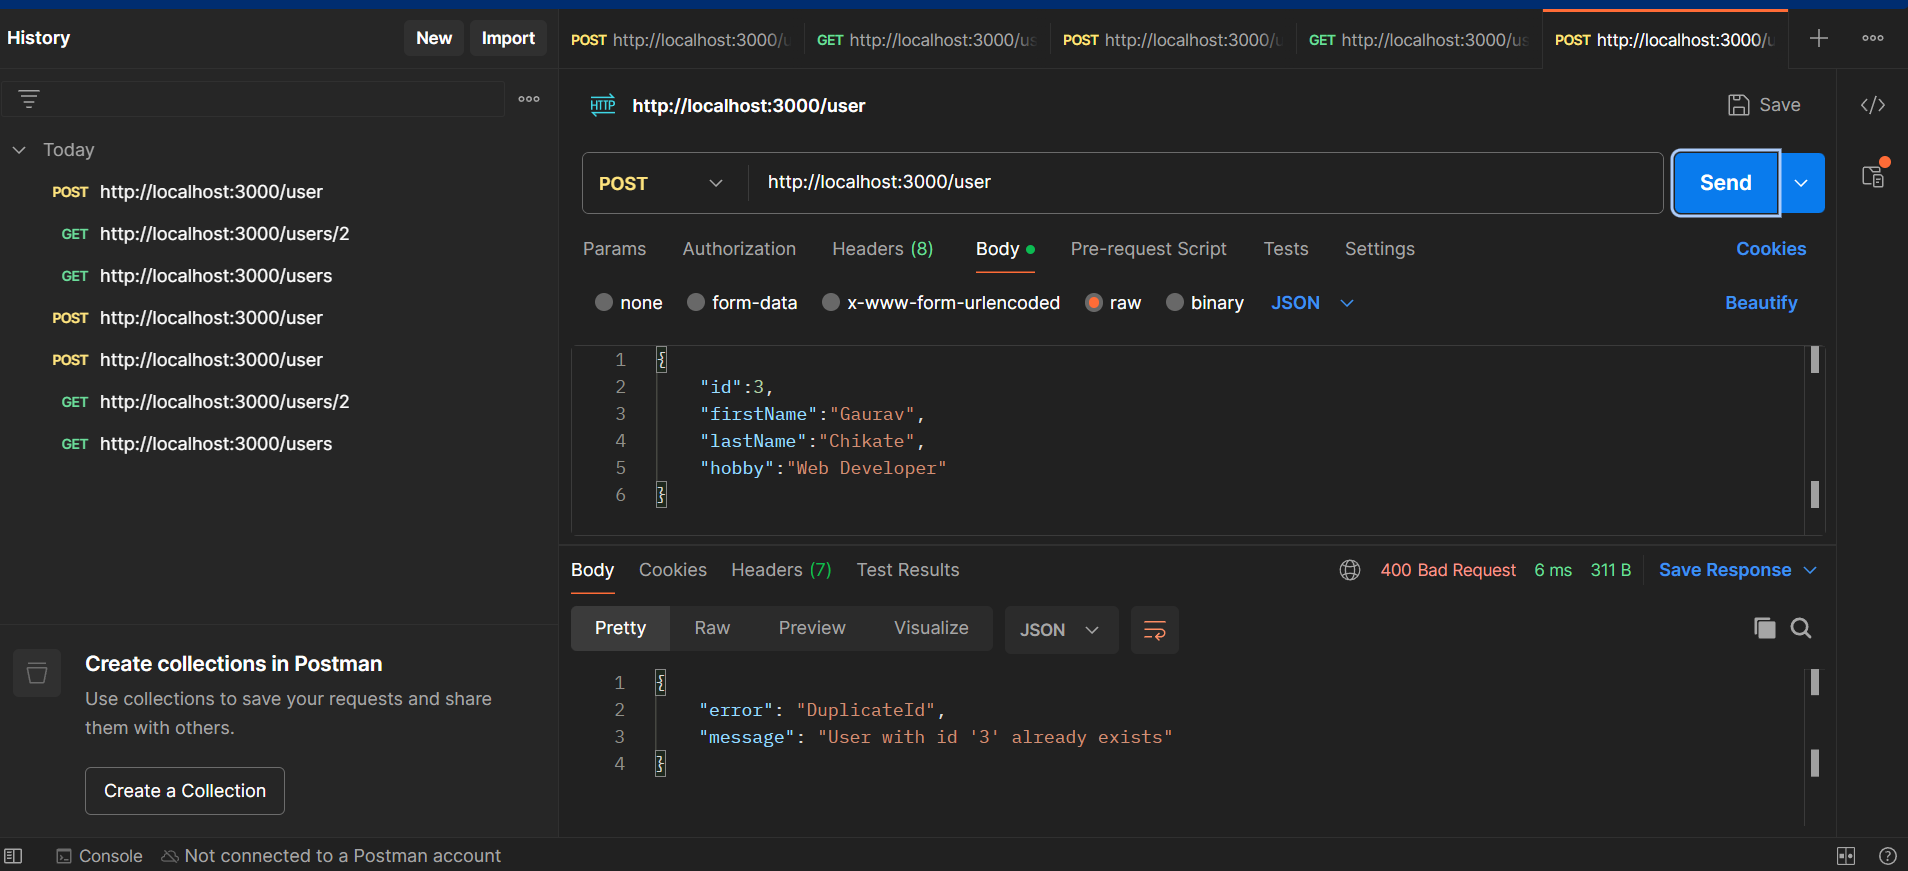 History
New
Import
POST http://localhost:3000/u
GET http://localhost:3000/us
POST http://localhost:3000/u
GET http://localhost:3000/us
POST http://localhost:3000/u
Today
POST http://localhost:3000/user
GET http://localhost:3000/users/2
GET http://localhost:3000/users
POST http://localhost:3000/user
POST http://localhost:3000/user
GET http://localhost:3000/users/2
GET http://localhost:3000/users
Create collections in Postman
Use collections to save your requests and share
them with others.
Create a Collection
HTTP http://localhost:3000/user
Save
</>
POST http://localhost:3000/user
Send
Params Authorization Headers (8) Body Pre-request Script Tests Settings Cookies
none form-data x-www-form-urlencoded raw binary JSON Beautify
1 {
2 "id":3,
3 "firstName":"Gaurav",
4 "lastName":"Chikate",
5 "hobby":"Web Developer"
6 }
Body Cookies Headers (7) Test Results 400 Bad Request 6 ms 311 B Save Response
Pretty Raw Preview Visualize JSON
1 {
2 "error": "DuplicateId",
3 "message": "User with id '3' already exists"
4 }
Console Not connected to a Postman account